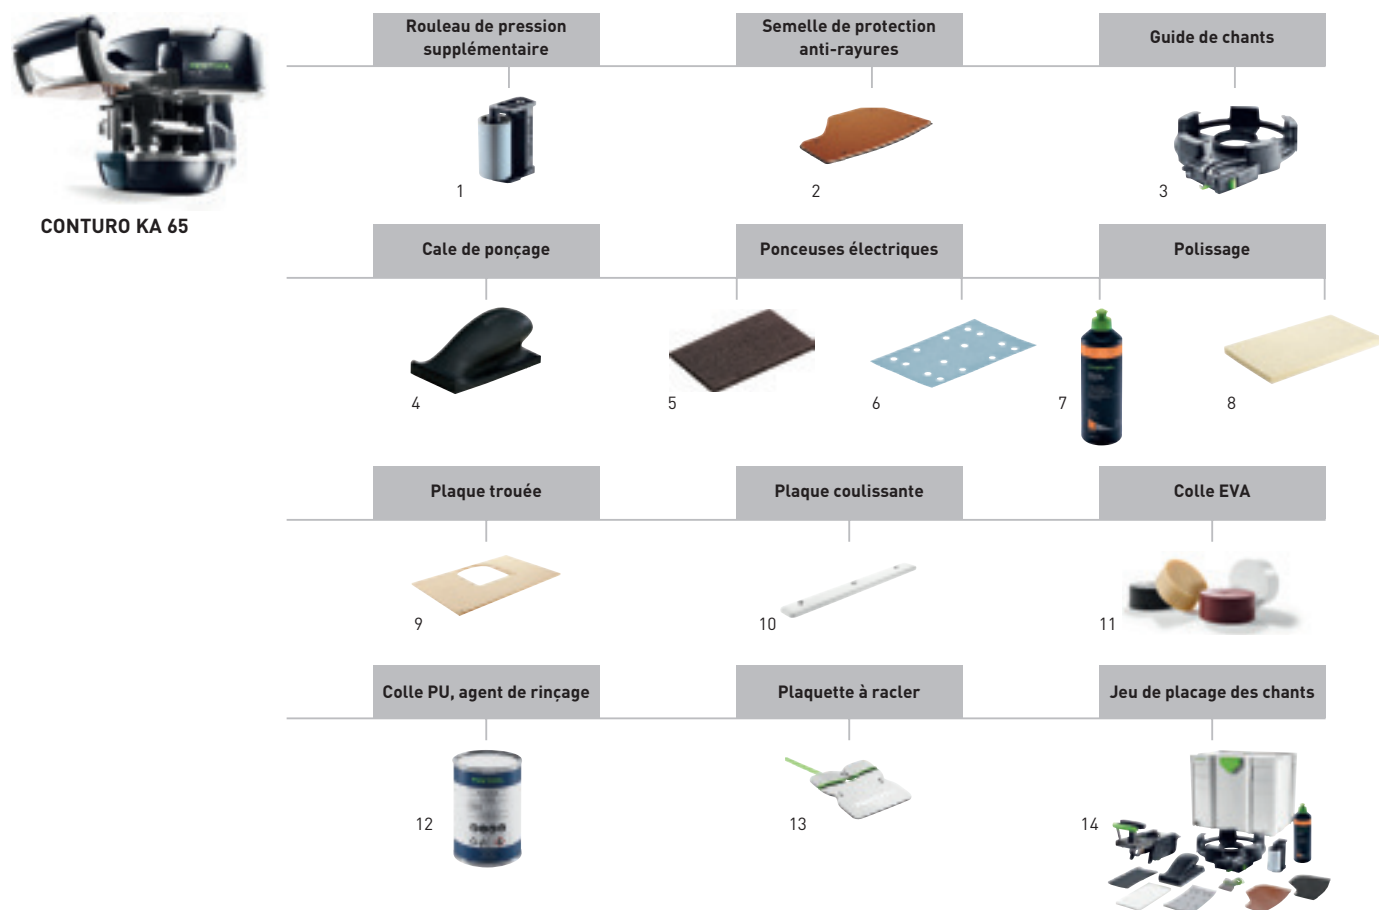 Rouleau de pression
supplémentaire
Semelle de protection
anti-rayures
Guide de chants
1
2
3
CONTURO KA 65
Cale de ponçage
Ponceuses électriques
Polissage
4
5
6
7
8
Plaque trouée
Plaque coulissante
Colle EVA
9
10
11
Colle PU, agent de rinçage
Plaquette à racler
Jeu de placage des chants
12
13
14